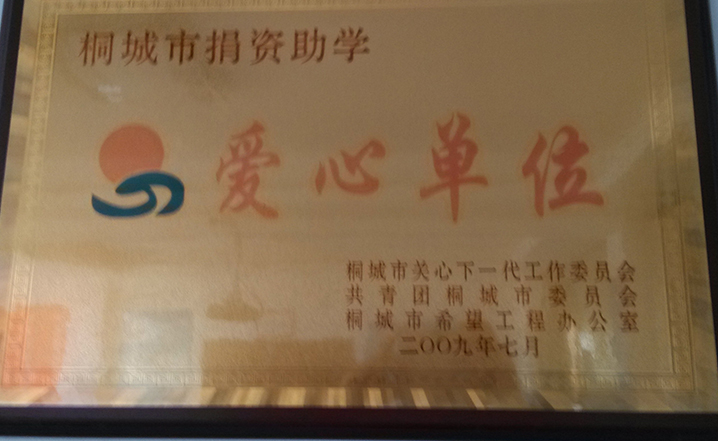 桐城市捐资助学
爱心单位
桐城市关心下一代工作委员会
共青团桐城市委员会
桐城市希望工程办公室
二〇〇九年七月